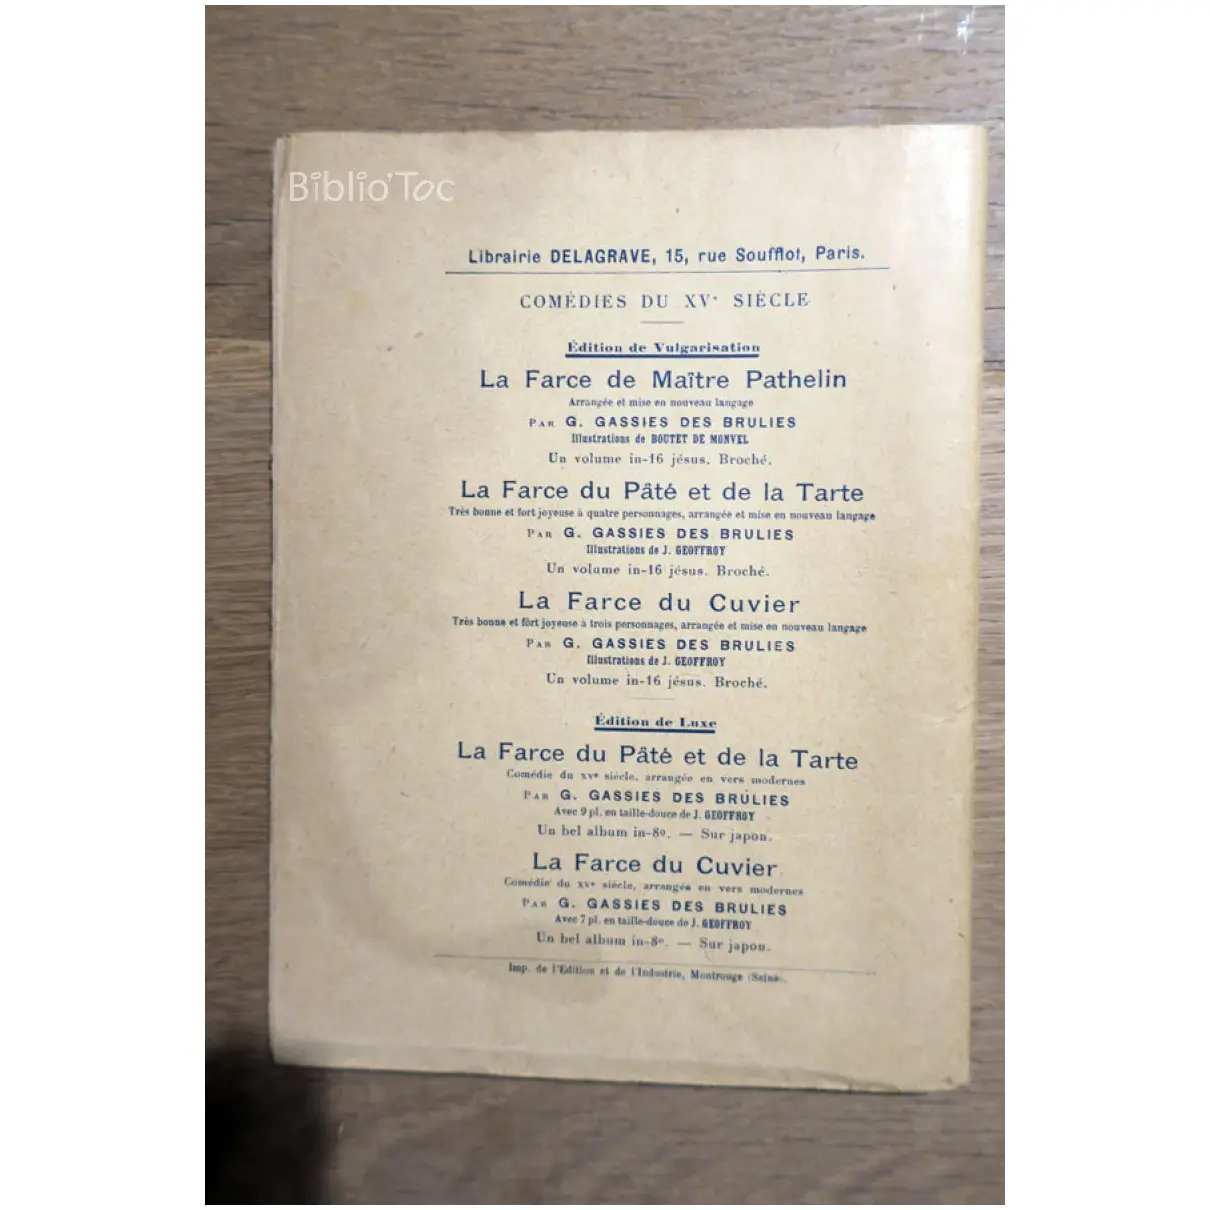 Biblio'Toc
Librairie DELAGRAVE, 15, rue Soufflot, Paris.
COMÉDIES DU XVe SIÈCLE
Édition de Vulgarisation
La Farce de Maître Pathelin
Arrangée et mise en nouveau langage
PAR G. GASSIES DES BRULIES
Illustrations de BOUTET DE MONVEL
Un volume in-16 jésus. Broché.
La Farce du Pâté et de la Tarte
Très bonne et fort joyeuse à quatre personnages, arrangée et mise en nouveau langage
PAR G. GASSIES DES BRULIES
Illustrations de J. GEOFFROY
Un volume in-16 jésus. Broché.
La Farce du Cuvier
Très bonne et fort joyeuse à trois personnages, arrangée et mise en nouveau langage
PAR G. GASSIES DES BRULIES
Illustrations de J. GEOFFROY
Un volume in-16 jésus. Broché.
Édition de Luxe
La Farce du Pâté et de la Tarte
Comédie du XVe siècle, arrangée en vers modernes
PAR G. GASSIES DES BRULIES
Avec 9 pl. en taille-douce de J. GEOFFROY
Un bel album in-8º. — Sur japon.
La Farce du Cuvier
Comédie du XVe siècle, arrangée en vers modernes
PAR G. GASSIES DES BRULIES
Avec 7 pl. en taille-douce de J. GEOFFROY
Un bel album in-8º. — Sur japon.
Imp. de l'Edition et de l'Industrie, Montrouge (Seine).